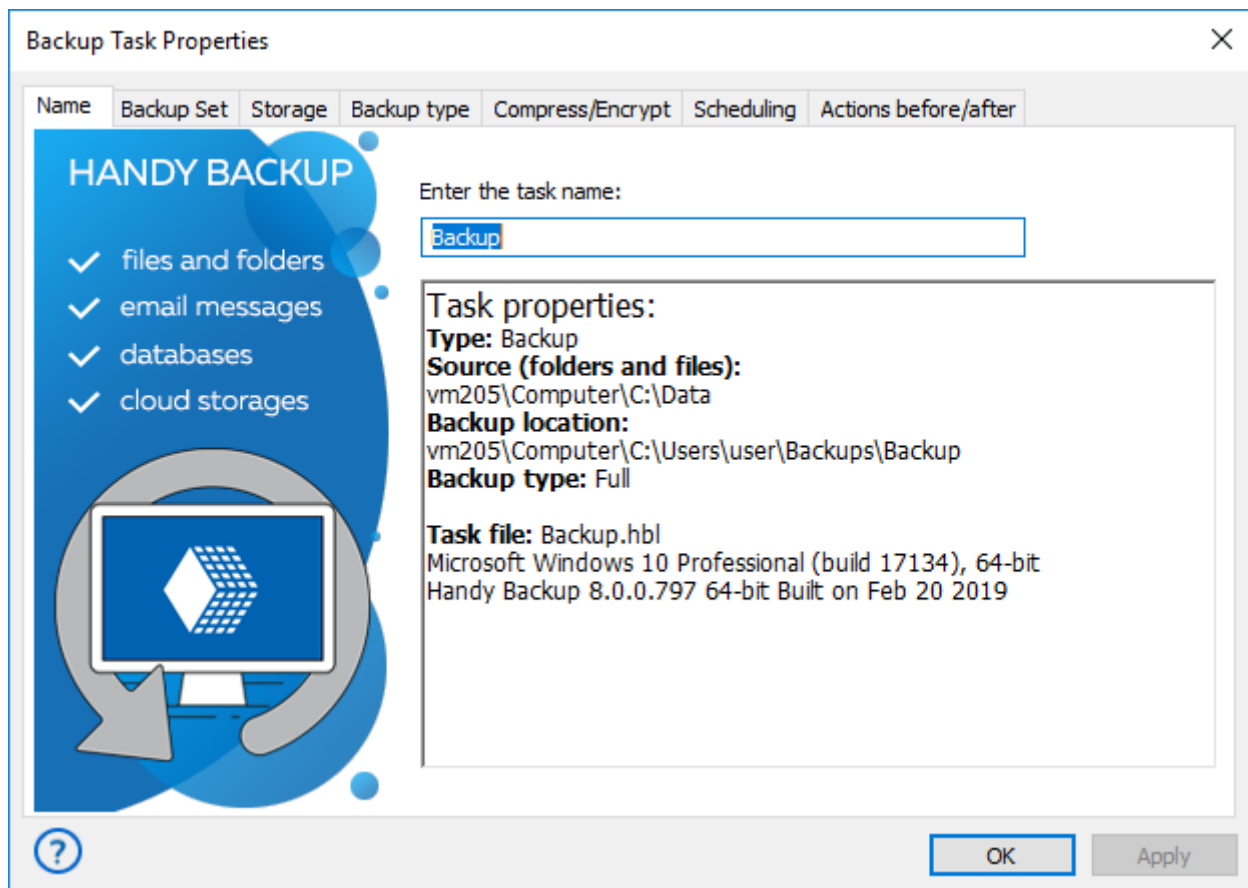 Backup Task Properties
Name Backup Set Storage Backup type Compress/Encrypt Scheduling Actions before/after
HANDY BACKUP
files and folders
email messages
databases
cloud storages
Enter the task name:
Backup
Task properties:
Type: Backup
Source (folders and files):
vm205\Computer\C:\Data
Backup location:
vm205\Computer\C:\Users\user\Backups\Backup
Backup type: Full
Task file: Backup.hbl
Microsoft Windows 10 Professional (build 17134), 64-bit
Handy Backup 8.0.0.797 64-bit Built on Feb 20 2019
?
OK Apply